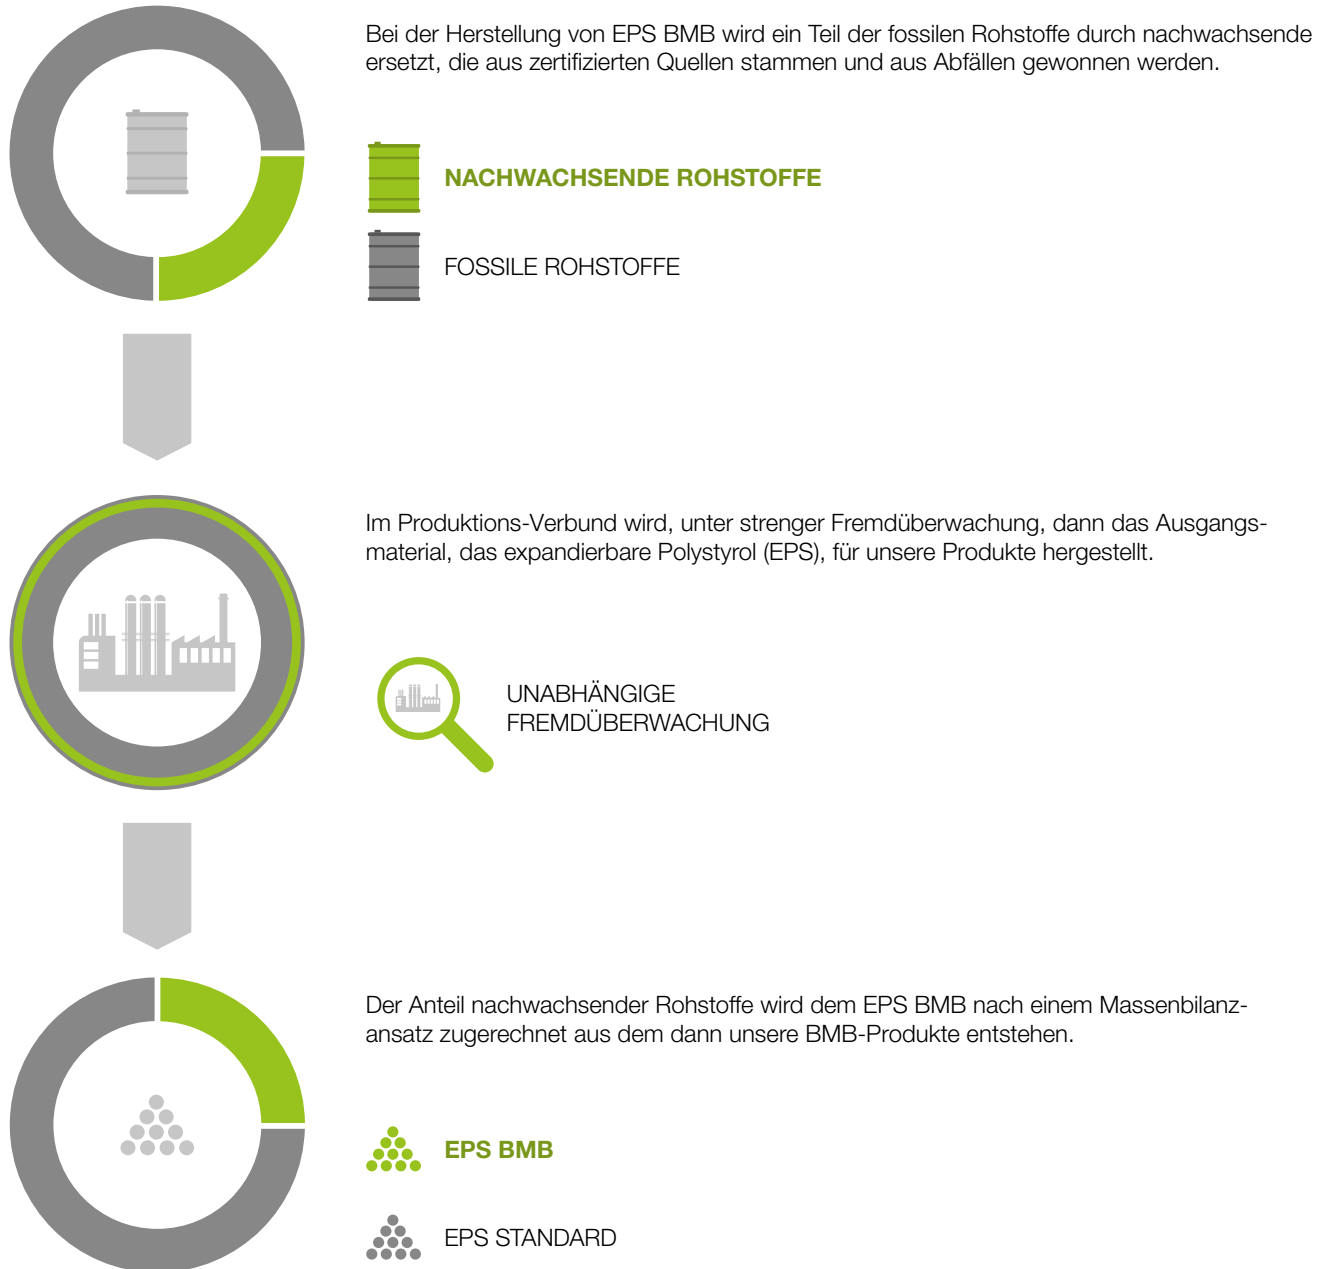 Bei der Herstellung von EPS BMB wird ein Teil der fossilen Rohstoffe durch nachwachsende
ersetzt, die aus zertifizierten Quellen stammen und aus Abfällen gewonnen werden.
NACHWACHSENDE ROHSTOFFE
FOSSILE ROHSTOFFE
Im Produktions-Verbund wird, unter strenger Fremdüberwachung, dann das Ausgangs-
material, das expandierbare Polystyrol (EPS), für unsere Produkte hergestellt.
UNABHÄNGIGE
FREMDÜBERWACHUNG
Der Anteil nachwachsender Rohstoffe wird dem EPS BMB nach einem Massenbilanz-
ansatz zugerechnet aus dem dann unsere BMB-Produkte entstehen.
EPS BMB
EPS STANDARD